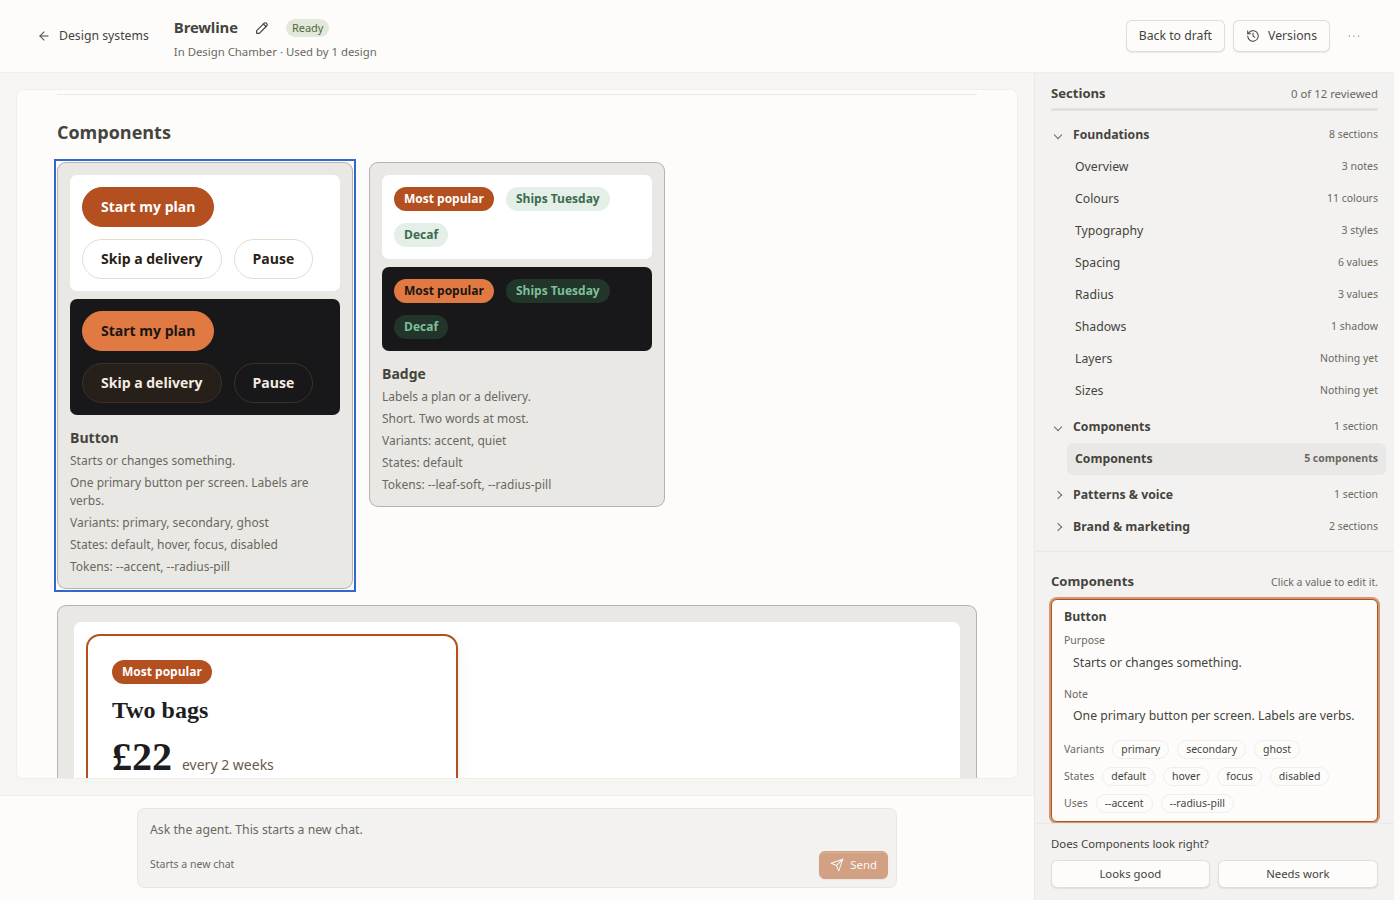 Design systems
Brewline
Ready
In Design Chamber · Used by 1 design
Back to draft
Versions
Components
Start my plan
Skip a delivery
Pause
Start my plan
Skip a delivery
Pause
Button
Starts or changes something.
One primary button per screen. Labels are
verbs.
Variants: primary, secondary, ghost
States: default, hover, focus, disabled
Tokens: --accent, --radius-pill
Most popular
Ships Tuesday
Decaf
Most popular
Ships Tuesday
Decaf
Badge
Labels a plan or a delivery.
Short. Two words at most.
Variants: accent, quiet
States: default
Tokens: --leaf-soft, --radius-pill
Most popular
Two bags
£22 every 2 weeks
Ask the agent. This starts a new chat.
Starts a new chat
Send
Sections
0 of 12 reviewed
Foundations
8 sections
Overview
3 notes
Colours
11 colours
Typography
3 styles
Spacing
6 values
Radius
3 values
Shadows
1 shadow
Layers
Nothing yet
Sizes
Nothing yet
Components
1 section
Components
5 components
Patterns & voice
1 section
Brand & marketing
2 sections
Components
Click a value to edit it.
Button
Purpose
Starts or changes something.
Note
One primary button per screen. Labels are verbs.
Variants primary secondary ghost
States default hover focus disabled
Uses --accent --radius-pill
Does Components look right?
Looks good
Needs work